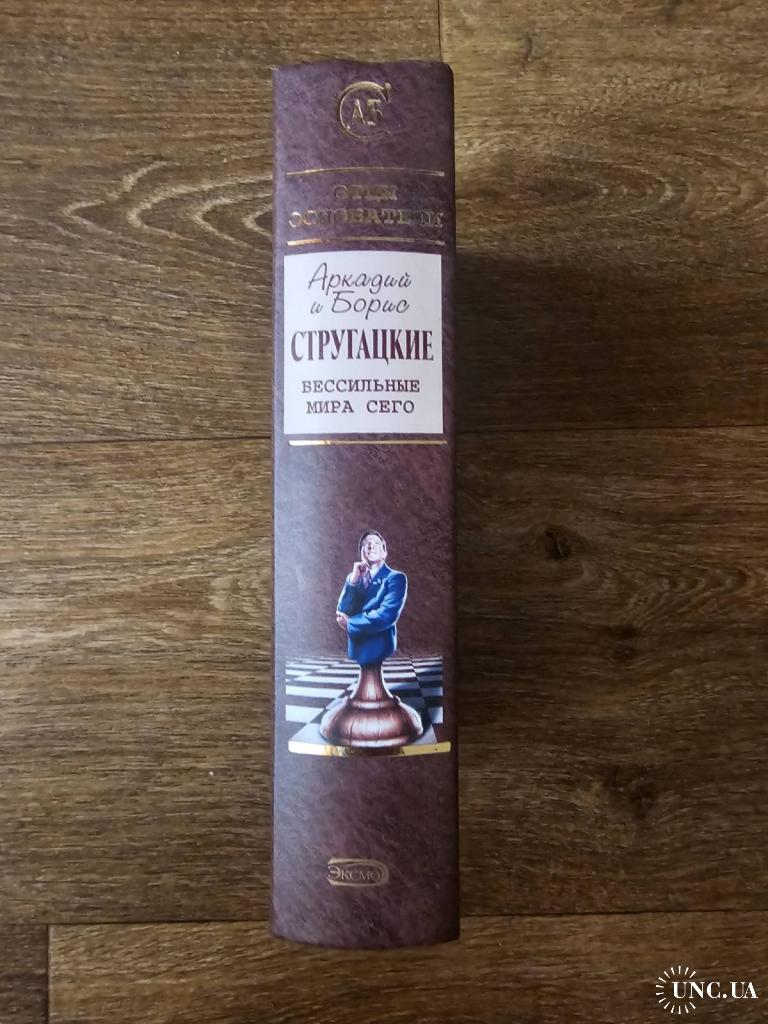 АБ
ОТЦЫ
ОСНОВАТЕЛИ
Аркадий
и Борис
СТРУГАЦКИЕ
БЕССИЛЬНЫЕ
МИРА СЕГО
ЭКСМО
UNC.UA